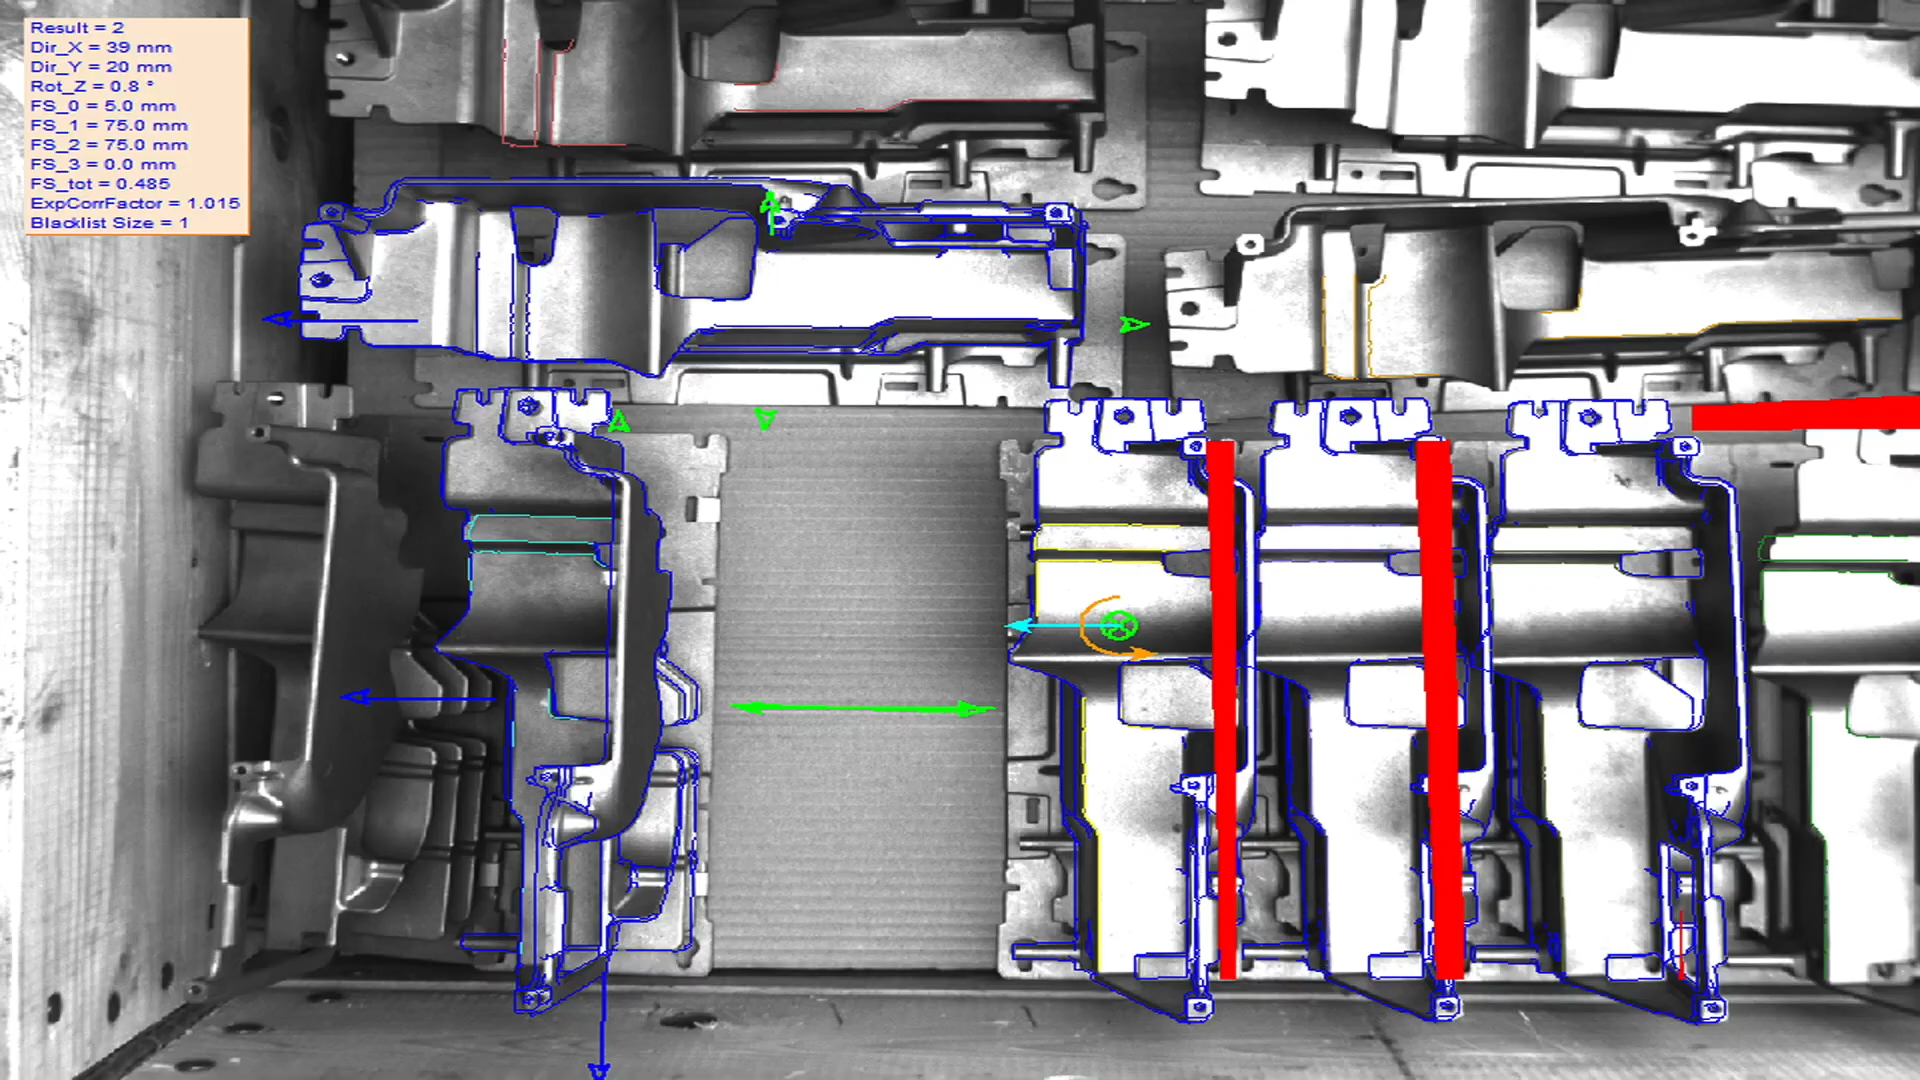 Result = 2
Dir_X = 39 mm
Dir_Y = 20 mm
Rot_Z = 0.8 °
FS_0 = 5.0 mm
FS_1 = 75.0 mm
FS_2 = 75.0 mm
FS_3 = 0.0 mm
FS_tot = 0.485
ExpCorrFactor = 1.015
Blacklist Size = 1